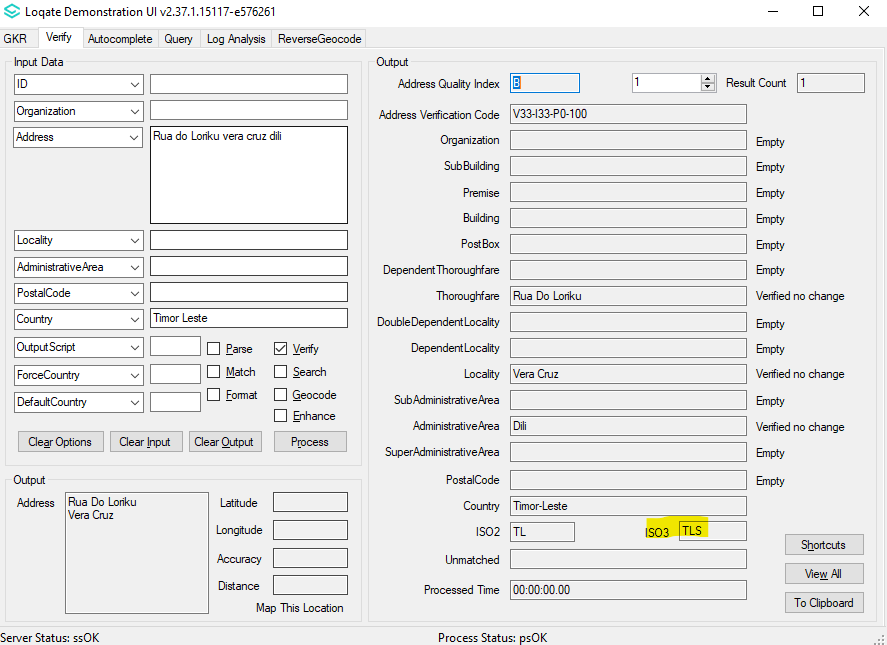 Loqate Demonstration UI v2.37.1.15117-e576261
GKR Verify Autocomplete Query Log Analysis ReverseGeocode
Input Data
ID
Organization
Address Rua do Loriku vera cruz dili
Locality
AdministrativeArea
PostalCode
Country Timor Leste
OutputScript Parse Verify
ForceCountry Match Search
DefaultCountry Format Geocode
Enhance
Clear Options Clear Input Clear Output Process
Output
Address Rua Do Loriku
Vera Cruz
Latitude
Longitude
Accuracy
Distance
Map This Location
Output
Address Quality Index B 1 Result Count 1
Address Verification Code V33-I33-P0-100
Organization Empty
SubBuilding Empty
Premise Empty
Building Empty
PostBox Empty
DependentThoroughfare Empty
Thoroughfare Rua Do Loriku Verified no change
DoubleDependentLocality Empty
DependentLocality Empty
Locality Vera Cruz Verified no change
SubAdministrativeArea Empty
AdministrativeArea Dili Verified no change
SuperAdministrativeArea Empty
PostalCode Empty
Country Timor-Leste
ISO2 TL ISO3 TLS
Unmatched
Processed Time 00:00:00.00
Shortcuts
View All
To Clipboard
Server Status: ssOK Process Status: psOK